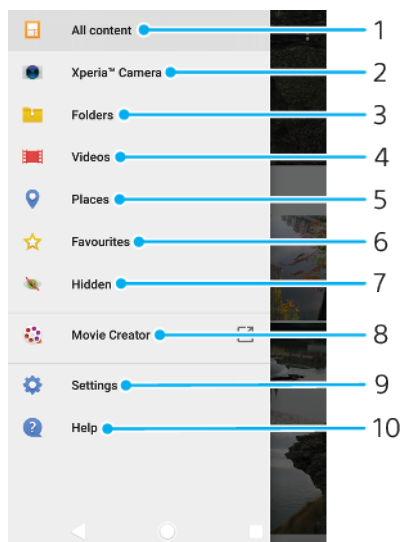 All content 1
Xperia™ Camera 2
Folders 3
Videos 4
Places 5
Favourites 6
Hidden 7
Movie Creator 8
Settings 9
? Help 10